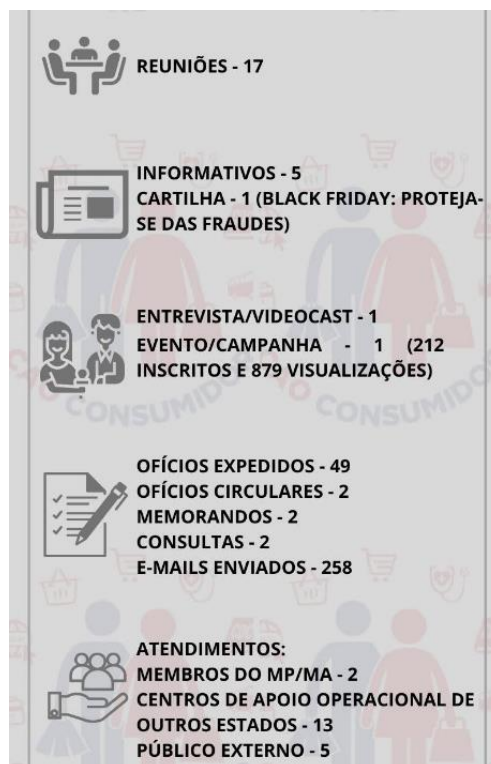 REUNIÕES - 17
INFORMATIVOS - 5
CARTILHA - 1 (BLACK FRIDAY: PROTEJA-
SE DAS FRAUDES)
ENTREVISTA/VIDEOCAST - 1
EVENTO/CAMPANHA - 1 (212
INSCRITOS E 879 VISUALIZAÇÕES)
OFÍCIOS EXPEDIDOS - 49
OFÍCIOS CIRCULARES - 2
MEMORANDOS - 2
CONSULTAS - 2
E-MAILS ENVIADOS - 258
ATENDIMENTOS:
MEMBROS DO MP/MA - 2
CENTROS DE APOIO OPERACIONAL DE
OUTROS ESTADOS - 13
PÚBLICO EXTERNO - 5